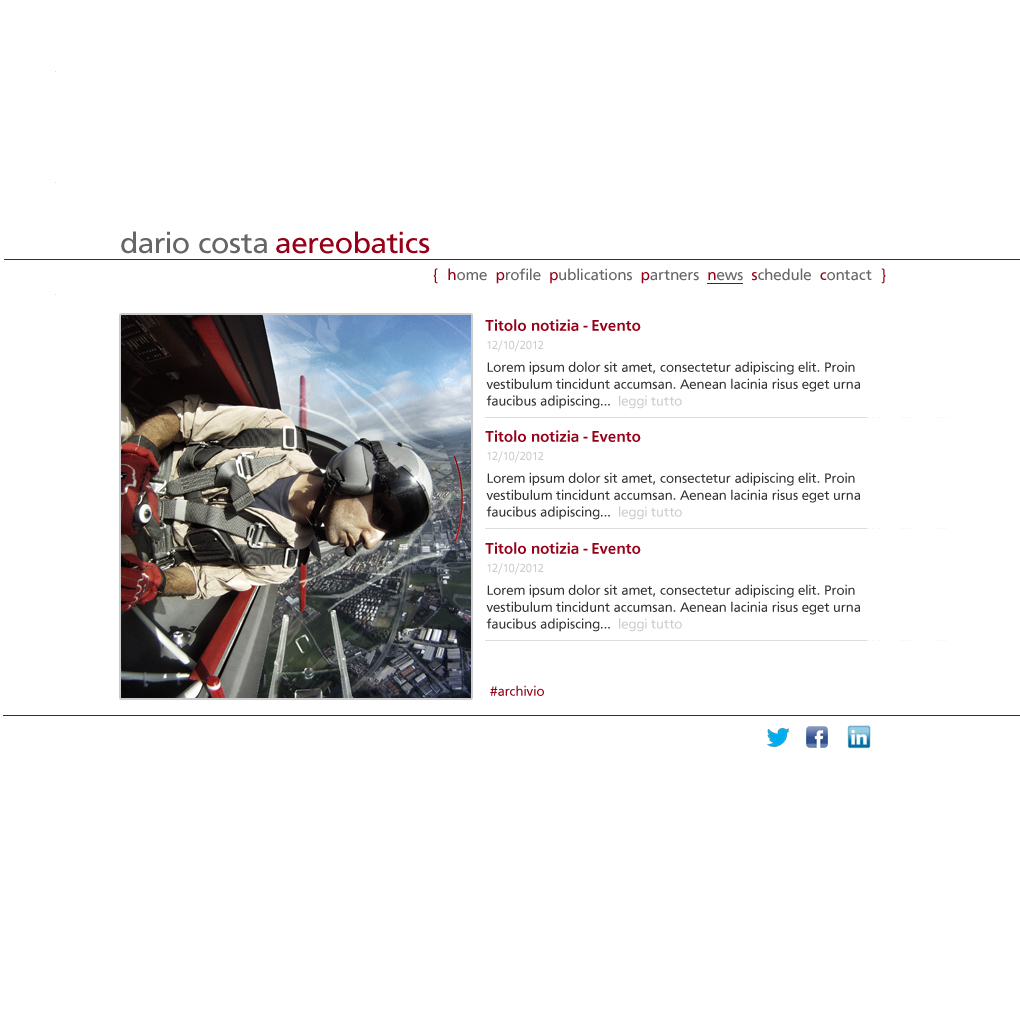 dario costa aereobatics
{ home profile publications partners news schedule contact }
Titolo notizia - Evento
12/10/2012
Lorem ipsum dolor sit amet, consectetur adipiscing elit. Proin
vestibulum tincidunt accumsan. Aenean lacinia risus eget urna
faucibus adipiscing... leggi tutto
Titolo notizia - Evento
12/10/2012
Lorem ipsum dolor sit amet, consectetur adipiscing elit. Proin
vestibulum tincidunt accumsan. Aenean lacinia risus eget urna
faucibus adipiscing... leggi tutto
Titolo notizia - Evento
12/10/2012
Lorem ipsum dolor sit amet, consectetur adipiscing elit. Proin
vestibulum tincidunt accumsan. Aenean lacinia risus eget urna
faucibus adipiscing... leggi tutto
#archivio
f in